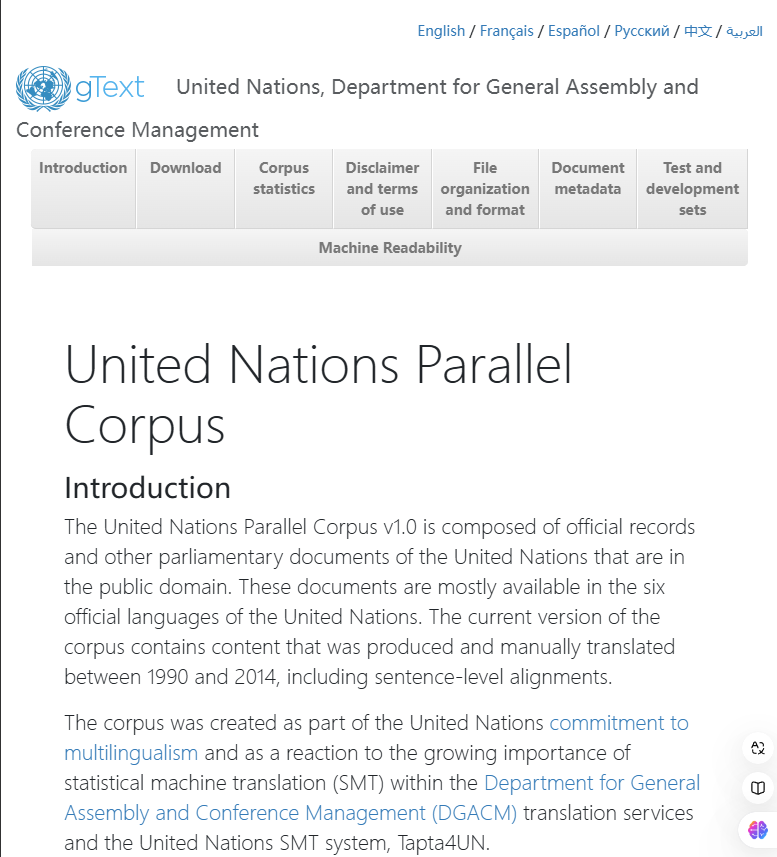 English / Français / Español / Русский / 中文 / العربية
gText United Nations, Department for General Assembly and
Conference Management
Introduction
Download
Corpus
statistics
Disclaimer
and terms
of use
File
organization
and format
Document
metadata
Test and
development
sets
Machine Readability
United Nations Parallel
Corpus
Introduction
The United Nations Parallel Corpus v1.0 is composed of official records
and other parliamentary documents of the United Nations that are in
the public domain. These documents are mostly available in the six
official languages of the United Nations. The current version of the
corpus contains content that was produced and manually translated
between 1990 and 2014, including sentence-level alignments.
The corpus was created as part of the United Nations commitment to
multilingualism and as a reaction to the growing importance of
statistical machine translation (SMT) within the Department for General
Assembly and Conference Management (DGACM) translation services
and the United Nations SMT system, Tapta4UN.